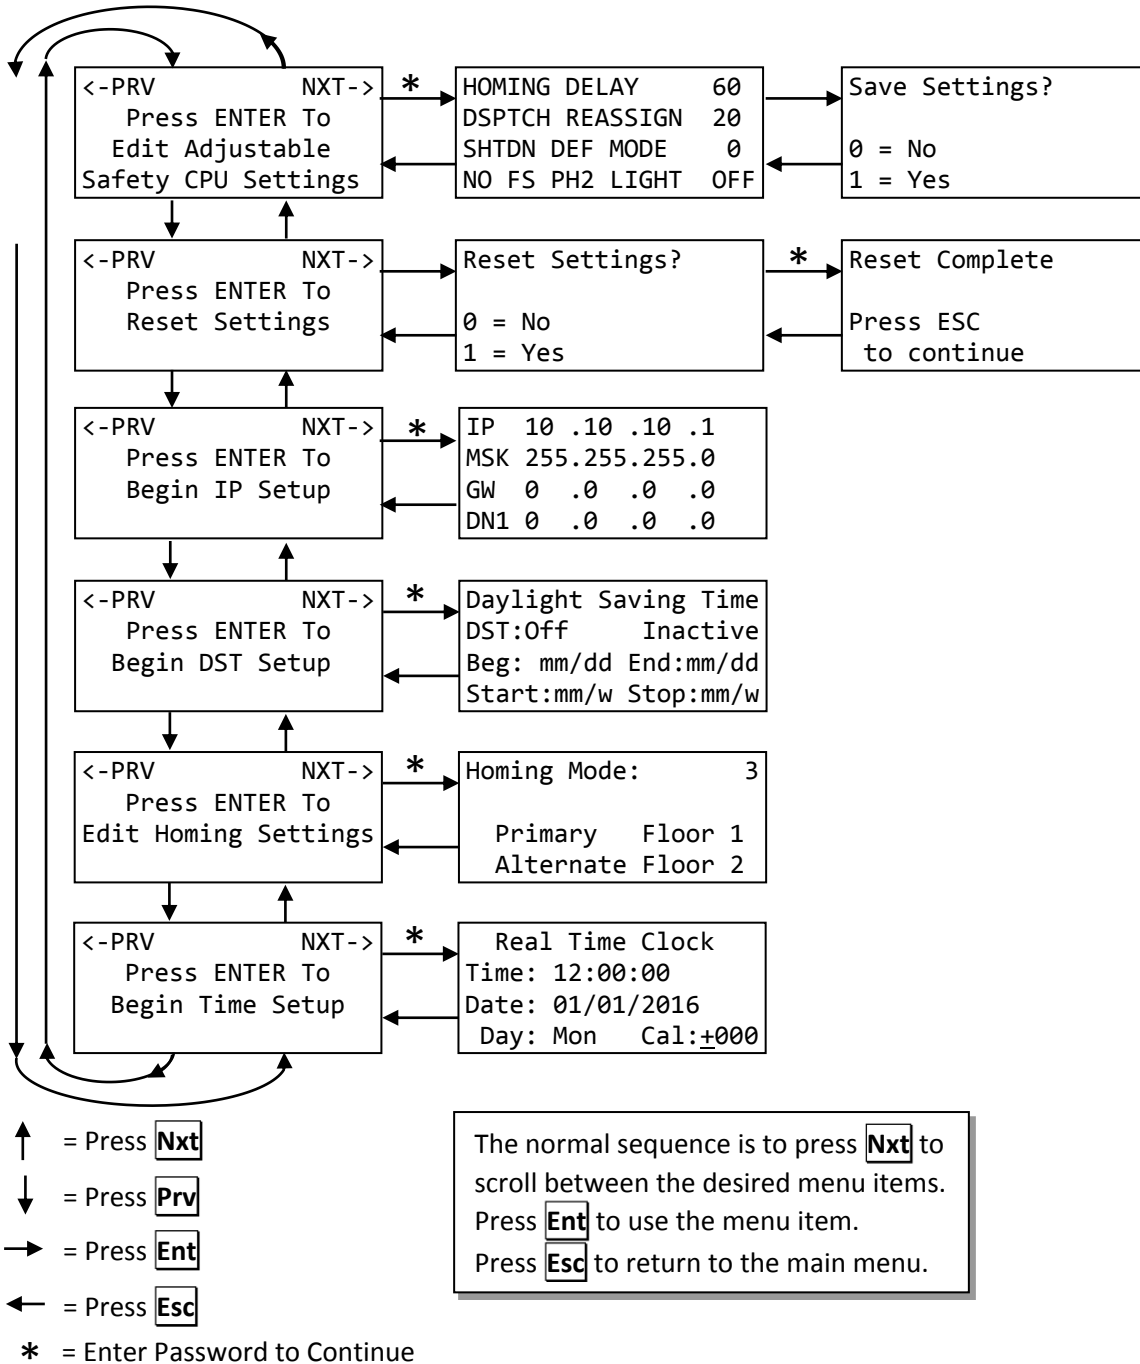 <-PRV NXT->
Press ENTER To
Edit Adjustable
Safety CPU Settings
*
HOMING DELAY 60
DSPTCH REASSIGN 20
SHTDN DEF MODE 0
NO FS PH2 LIGHT OFF
Save Settings?
0 = No
1 = Yes
<-PRV NXT->
Press ENTER To
Reset Settings
Reset Settings?
0 = No
1 = Yes
*
Reset Complete
Press ESC
to continue
<-PRV NXT->
Press ENTER To
Begin IP Setup
*
IP 10 .10 .10 .1
MSK 255.255.255.0
GW 0 .0 .0 .0
DN1 0 .0 .0 .0
<-PRV NXT->
Press ENTER To
Begin DST Setup
*
Daylight Saving Time
DST:Off Inactive
Beg: mm/dd End:mm/dd
Start:mm/w Stop:mm/w
<-PRV NXT->
Press ENTER To
Edit Homing Settings
*
Homing Mode: 3
Primary Floor 1
Alternate Floor 2
<-PRV NXT->
Press ENTER To
Begin Time Setup
*
Real Time Clock
Time: 12:00:00
Date: 01/01/2016
Day: Mon Cal:+000
= Press Nxt
= Press Prv
= Press Ent
= Press Esc
* = Enter Password to Continue
The normal sequence is to press Nxt to
scroll between the desired menu items.
Press Ent to use the menu item.
Press Esc to return to the main menu.